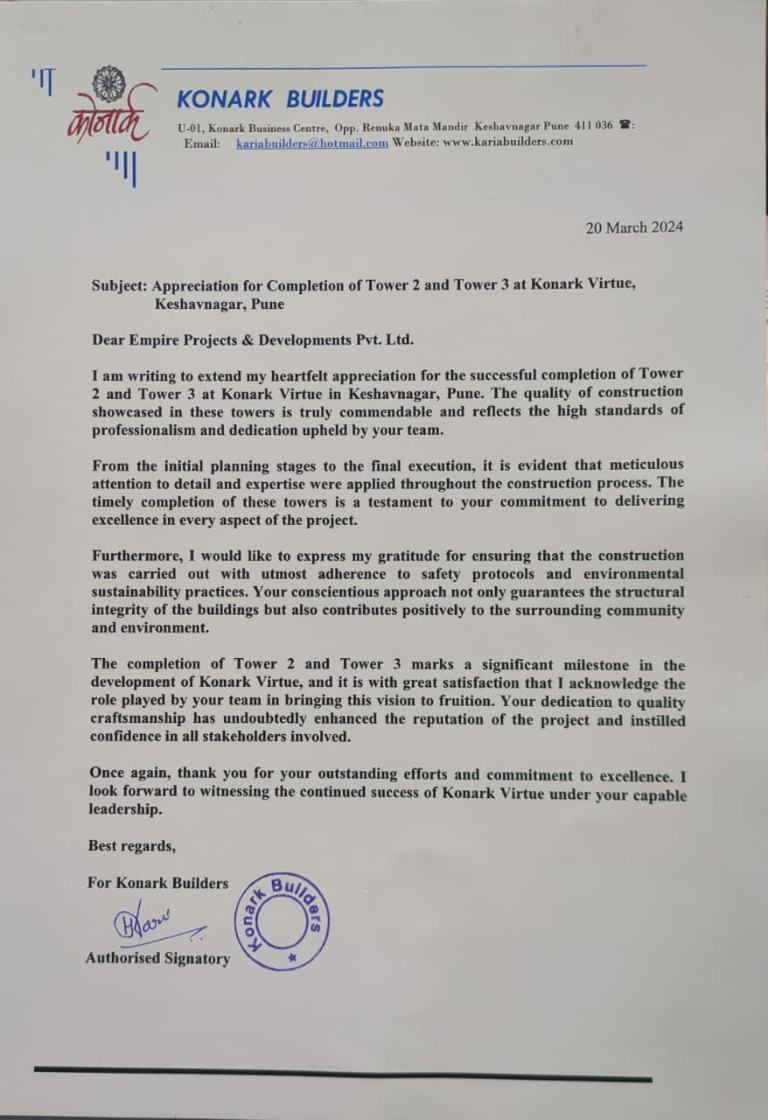 कोनार्क
KONARK BUILDERS
U-01, Konark Business Centre, Opp. Renuka Mata Mandir Keshavnagar Pune 411 036 ☎:
Email: kariabuilders@hotmail.com Website: www.kariabuilders.com
20 March 2024
Subject: Appreciation for Completion of Tower 2 and Tower 3 at Konark Virtue,
Keshavnagar, Pune
Dear Empire Projects & Developments Pvt. Ltd.
I am writing to extend my heartfelt appreciation for the successful completion of Tower
2 and Tower 3 at Konark Virtue in Keshavnagar, Pune. The quality of construction
showcased in these towers is truly commendable and reflects the high standards of
professionalism and dedication upheld by your team.
From the initial planning stages to the final execution, it is evident that meticulous
attention to detail and expertise were applied throughout the construction process. The
timely completion of these towers is a testament to your commitment to delivering
excellence in every aspect of the project.
Furthermore, I would like to express my gratitude for ensuring that the construction
was carried out with utmost adherence to safety protocols and environmental
sustainability practices. Your conscientious approach not only guarantees the structural
integrity of the buildings but also contributes positively to the surrounding community
and environment.
The completion of Tower 2 and Tower 3 marks a significant milestone in the
development of Konark Virtue, and it is with great satisfaction that I acknowledge the
role played by your team in bringing this vision to fruition. Your dedication to quality
craftsmanship has undoubtedly enhanced the reputation of the project and instilled
confidence in all stakeholders involved.
Once again, thank you for your outstanding efforts and commitment to excellence. I
look forward to witnessing the continued success of Konark Virtue under your capable
leadership.
Best regards,
For Konark Builders
Konark Builders
Authorised Signatory